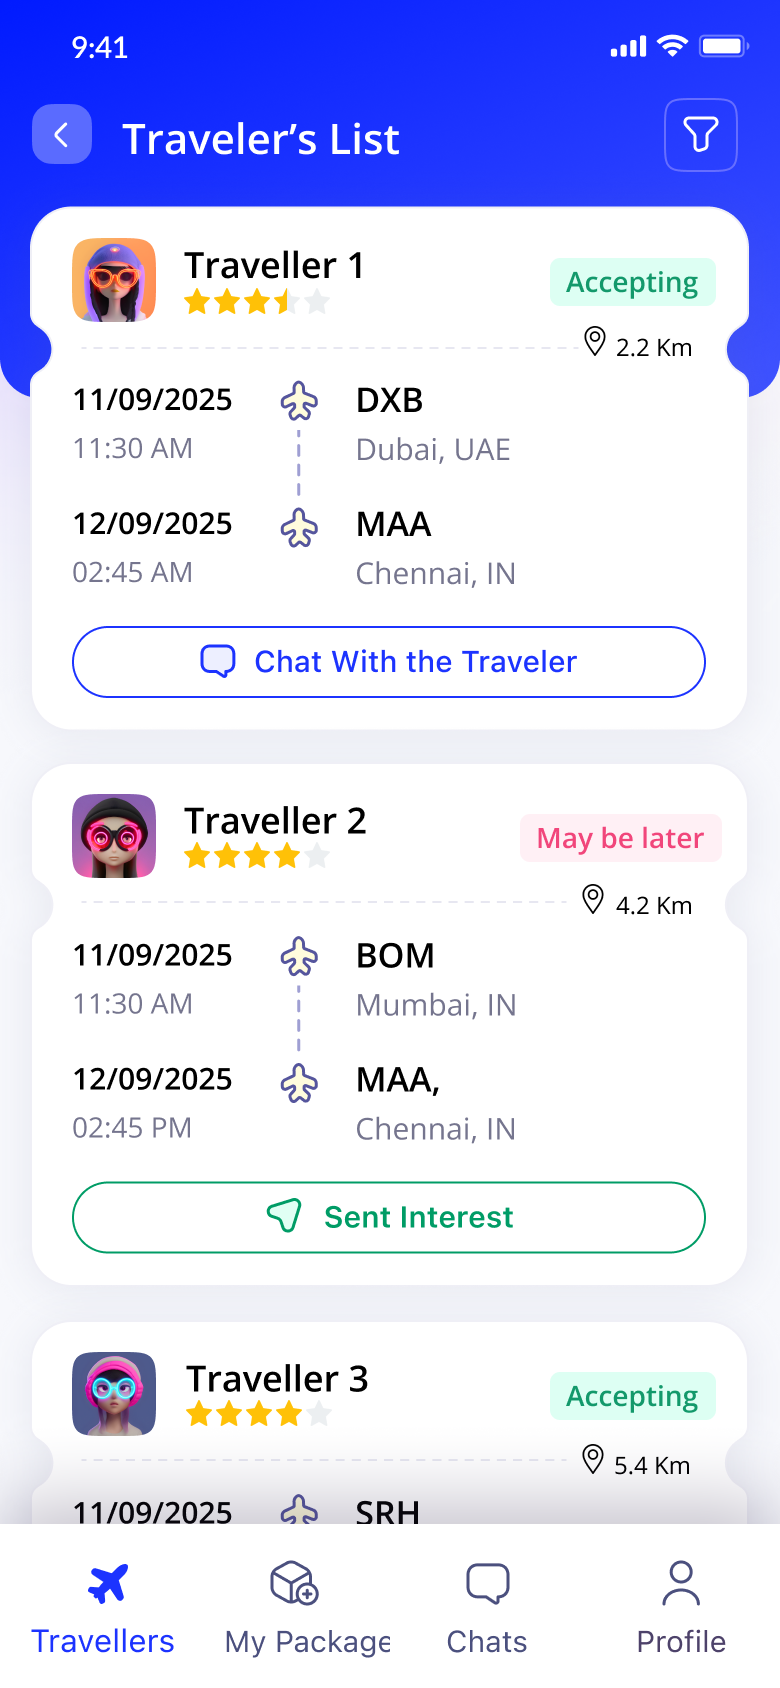 9:41
Traveler’s List
Traveller 1
Accepting
2.2 Km
11/09/2025
DXB
11:30 AM
Dubai, UAE
12/09/2025
MAA
02:45 AM
Chennai, IN
Chat With the Traveler
Traveller 2
May be later
4.2 Km
11/09/2025
BOM
11:30 AM
Mumbai, IN
12/09/2025
MAA,
02:45 PM
Chennai, IN
Sent Interest
Traveller 3
Accepting
5.4 Km
11/09/2025
SRH
Travellers
My Package
Chats
Profile